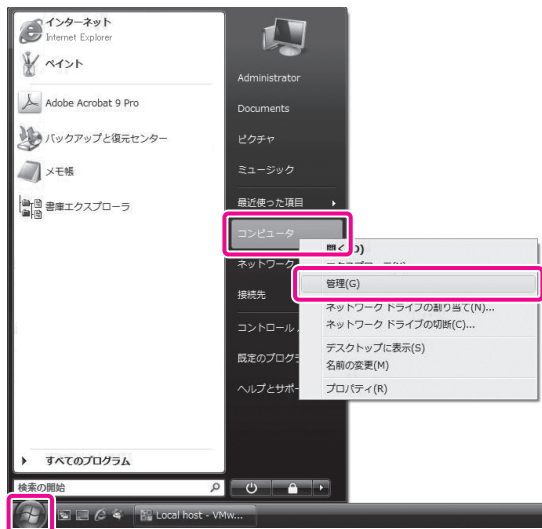 インターネット
Internet Explorer
ペイント
Adobe Acrobat 9 Pro
バックアップと復元センター
メモ帳
書庫エクスプローラ
すべてのプログラム
検索の開始
Administrator
Documents
ピクチャ
ミュージック
最近使った項目
コンピュータ
ネットワーク
接続先
コントロール
既定のプログラ
ヘルプとサポー
管理(G)
ネットワーク ドライブの割り当て(N)...
ネットワーク ドライブの切断(C)...
デスクトップに表示(S)
名前の変更(M)
プロパティ(R)
Local host - VMw...